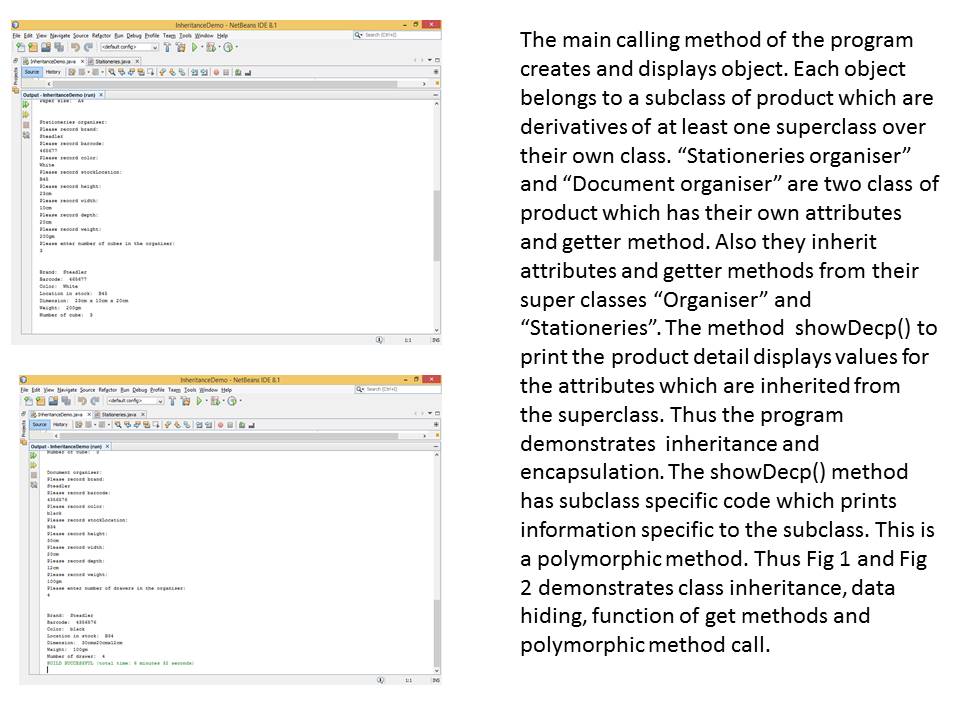 InheritanceDemo - NetBeans IDE 8.1
File Edit View Navigate Source Refactor Run Debug Profile Team Tools Window Help
Search (Ctrl+I)
<default config>
InheritanceDemo.java Stationeries.java
Projects
Source History
Output - InheritanceDemo (run)
Paper size: A4
Stationeries organiser:
Please record brand:
Steadler
Please record barcode:
465677
Please record color:
White
Please record stockLocation:
B45
Please record height:
23cm
Please record width:
10cm
Please record depth:
20cm
Please record weight:
200gm
Please enter number of cubes in the organiser:
3
Brand: Steadler
Barcode: 465677
Color: White
Location in stock: B45
Dimension: 23cm x 10cm x 20cm
Weight: 200gm
Number of cube: 3
1:1 INS
InheritanceDemo - NetBeans IDE 8.1
File Edit View Navigate Source Refactor Run Debug Profile Team Tools Window Help
Search (Ctrl+I)
<default config>
InheritanceDemo.java Stationeries.java
Projects
Source History
Output - InheritanceDemo (run)
Number of cube: 3
Document organiser:
Please record brand:
Steadler
Please record barcode:
4356576
Please record color:
black
Please record stockLocation:
B34
Please record height:
30cm
Please record width:
20cm
Please record depth:
12cm
Please record weight:
100gm
Please enter number of drawers in the organiser:
4
Brand: Steadler
Barcode: 4356576
Color: black
Location in stock: B34
Dimension: 30cmx20cmx12cm
Weight: 100gm
Number of drawer: 4
BUILD SUCCESSFUL (total time: 6 minutes 52 seconds)
1:1 INS
The main calling method of the program
creates and displays object. Each object
belongs to a subclass of product which are
derivatives of at least one superclass over
their own class. “Stationeries organiser”
and “Document organiser” are two class of
product which has their own attributes
and getter method. Also they inherit
attributes and getter methods from their
super classes “Organiser” and
“Stationeries”. The method showDecp() to
print the product detail displays values for
the attributes which are inherited from
the superclass. Thus the program
demonstrates inheritance and
encapsulation. The showDecp() method
has subclass specific code which prints
information specific to the subclass. This is
a polymorphic method. Thus Fig 1 and Fig
2 demonstrates class inheritance, data
hiding, function of get methods and
polymorphic method call.